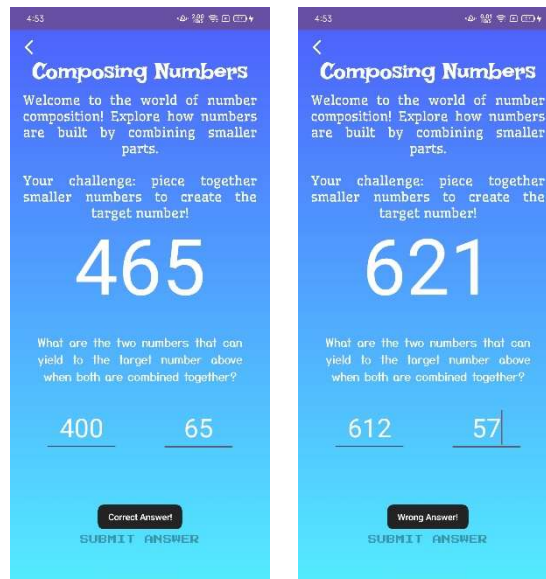 4:53
Composing Numbers
Welcome to the world of number
composition! Explore how numbers
are built by combining smaller
parts.
Your challenge: piece together
smaller numbers to create the
target number!
465
What are the two numbers that can
yield to the target number above
when both are combined together?
400 65
Correct Answer!
SUBMIT ANSWER
4:53
Composing Numbers
Welcome to the world of number
composition! Explore how numbers
are built by combining smaller
parts.
Your challenge: piece together
smaller numbers to create the
target number!
621
What are the two numbers that can
yield to the target number above
when both are combined together?
612 57
Wrong Answer!
SUBMIT ANSWER